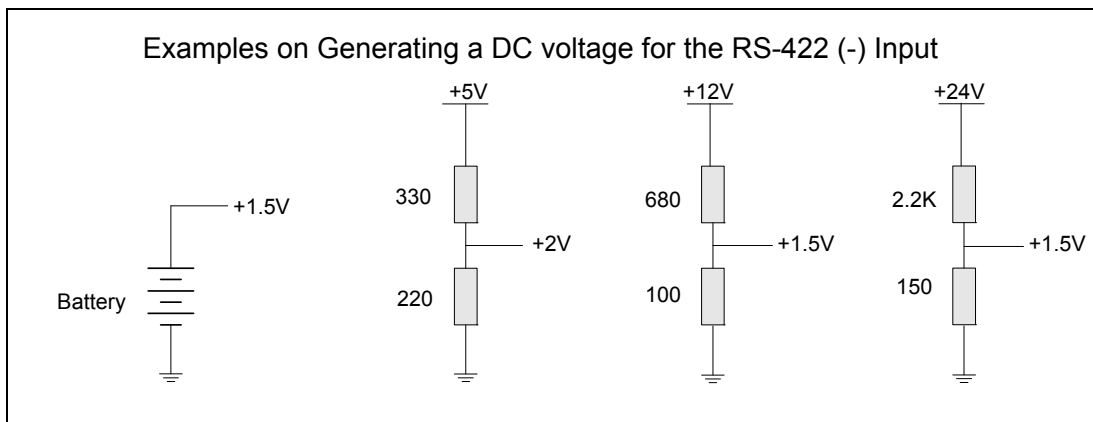 Examples on Generating a DC voltage for the RS-422 (-) Input
+5V
+12V
+24V
330
680
2.2K
+1.5V
+2V
+1.5V
+1.5V
Battery
220
100
150